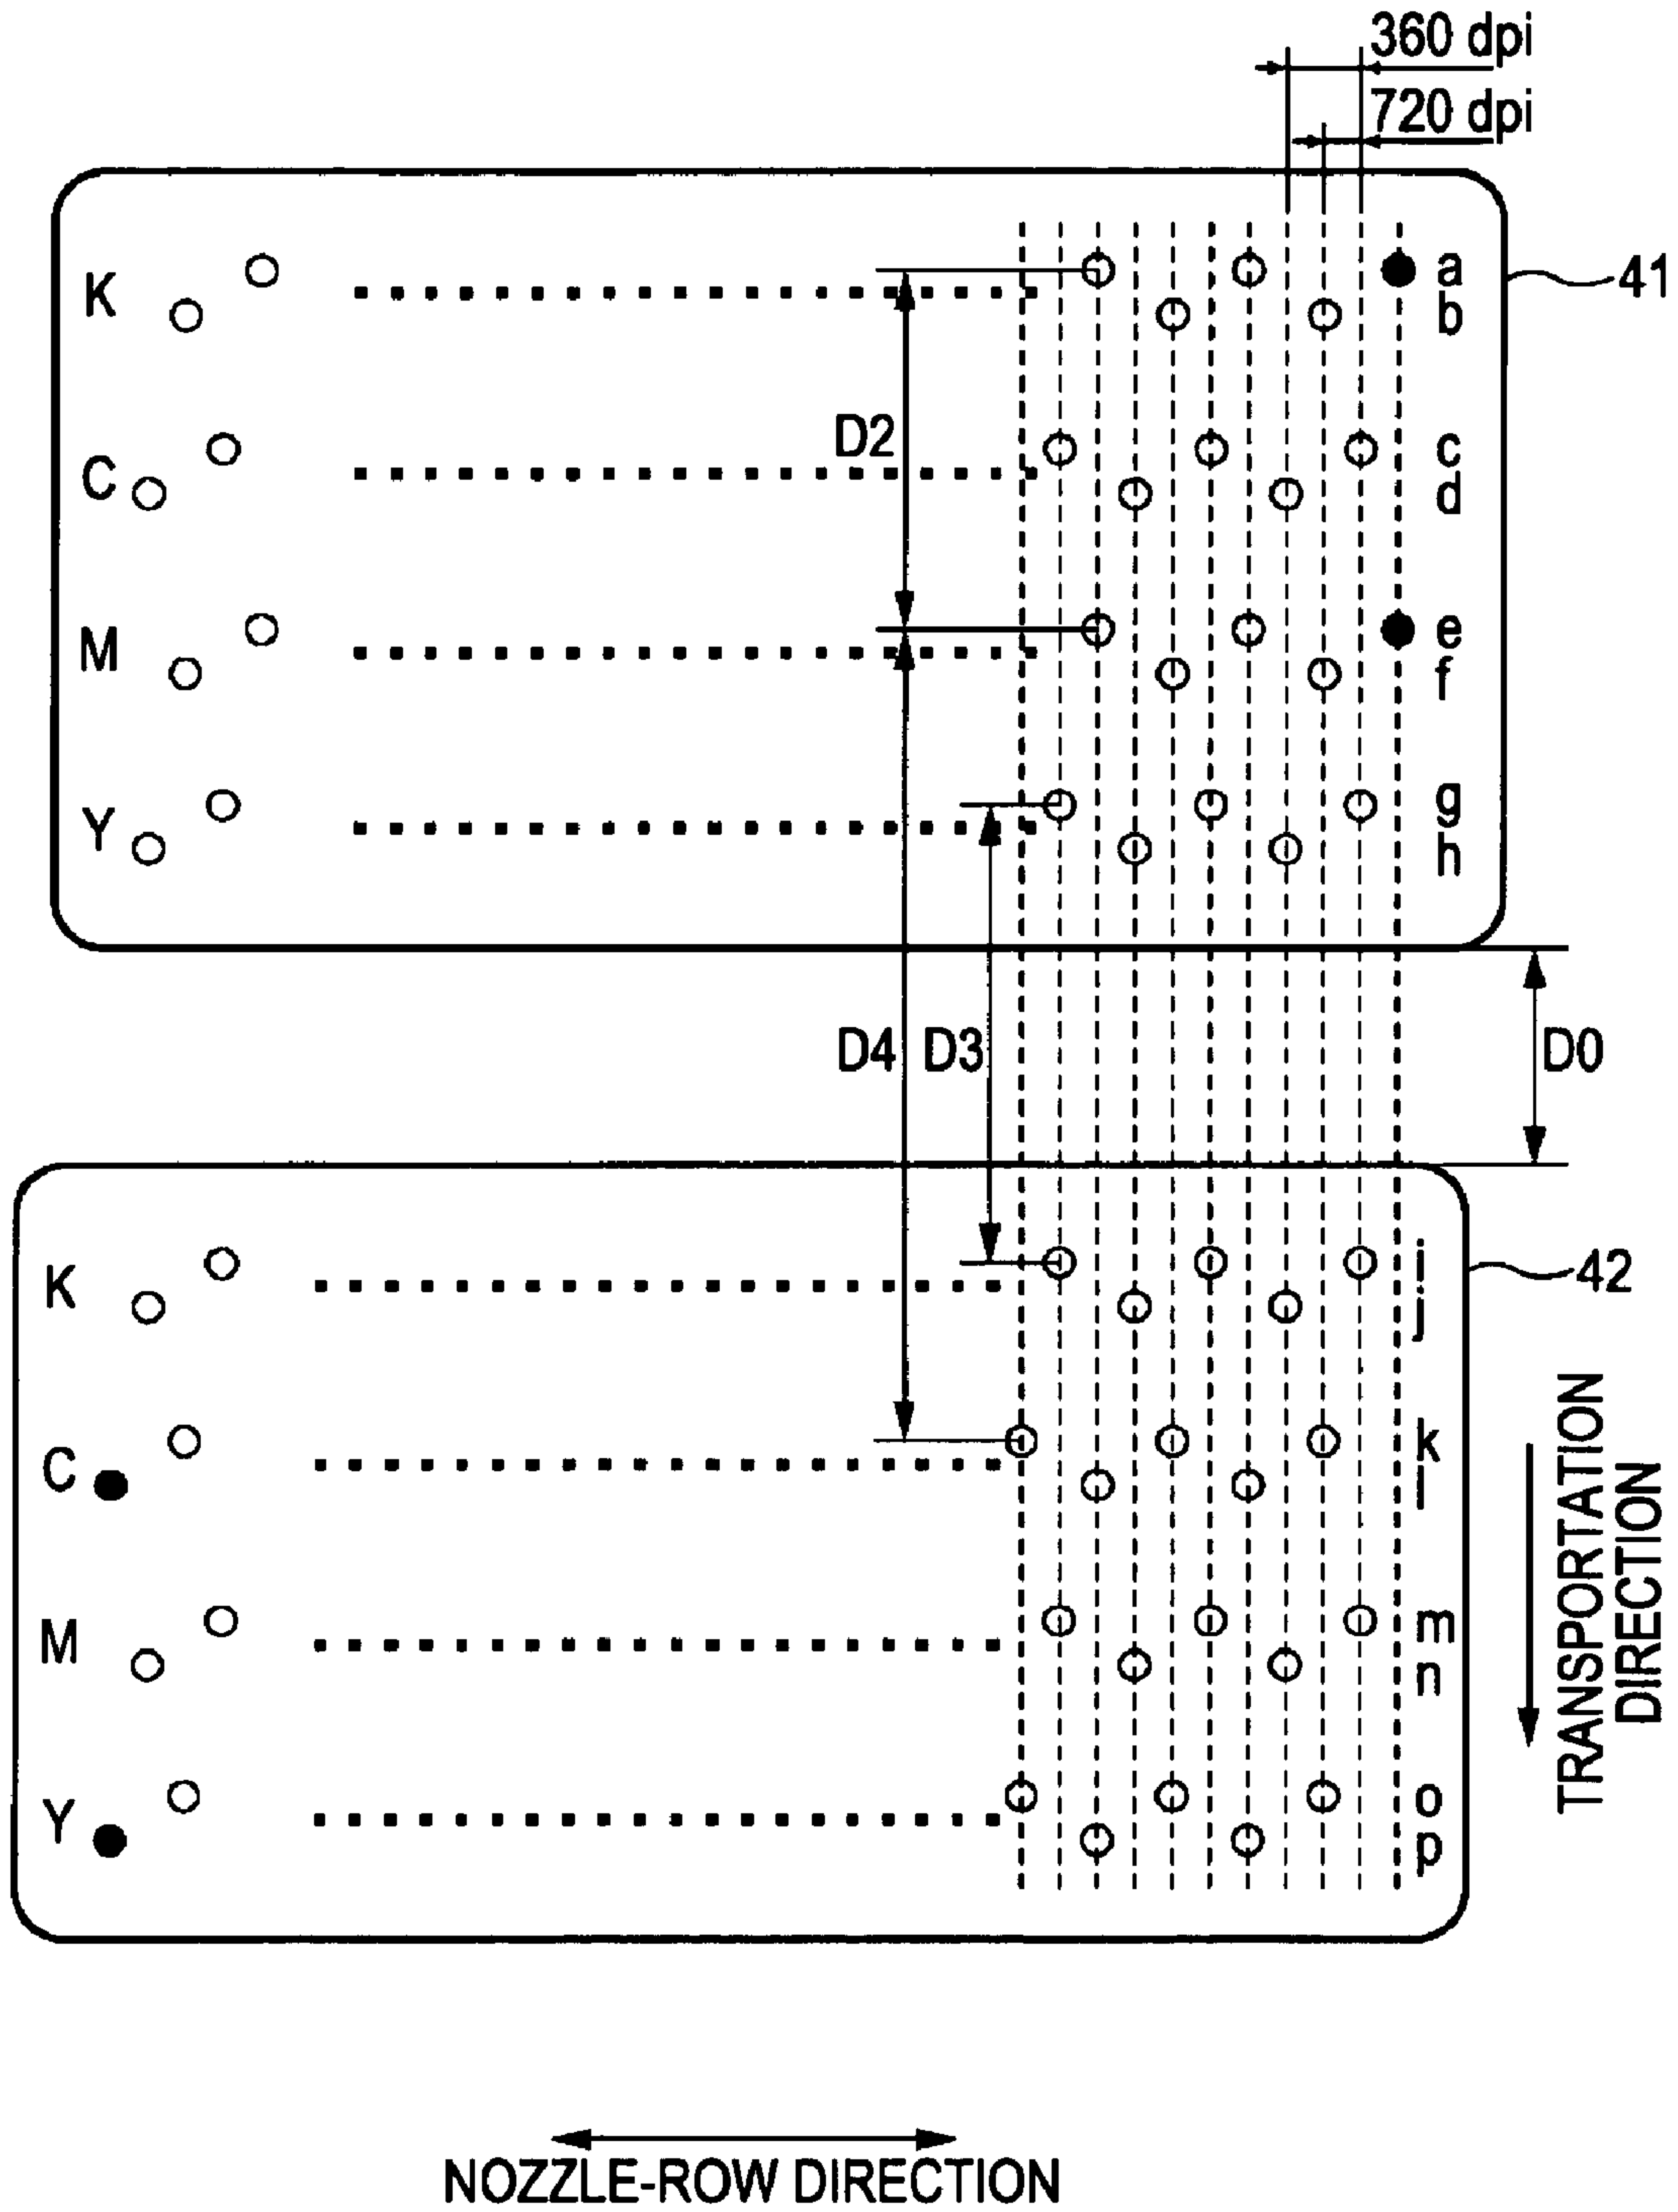 360 dpi
720 dpi
41
K
a
b
D2
C
c
d
M
e
f
Y
g
h
D4
D3
D0
42
K
i
j
C
k
l
M
m
n
Y
o
p
TRANSPORTATION
DIRECTION
NOZZLE-ROW DIRECTION